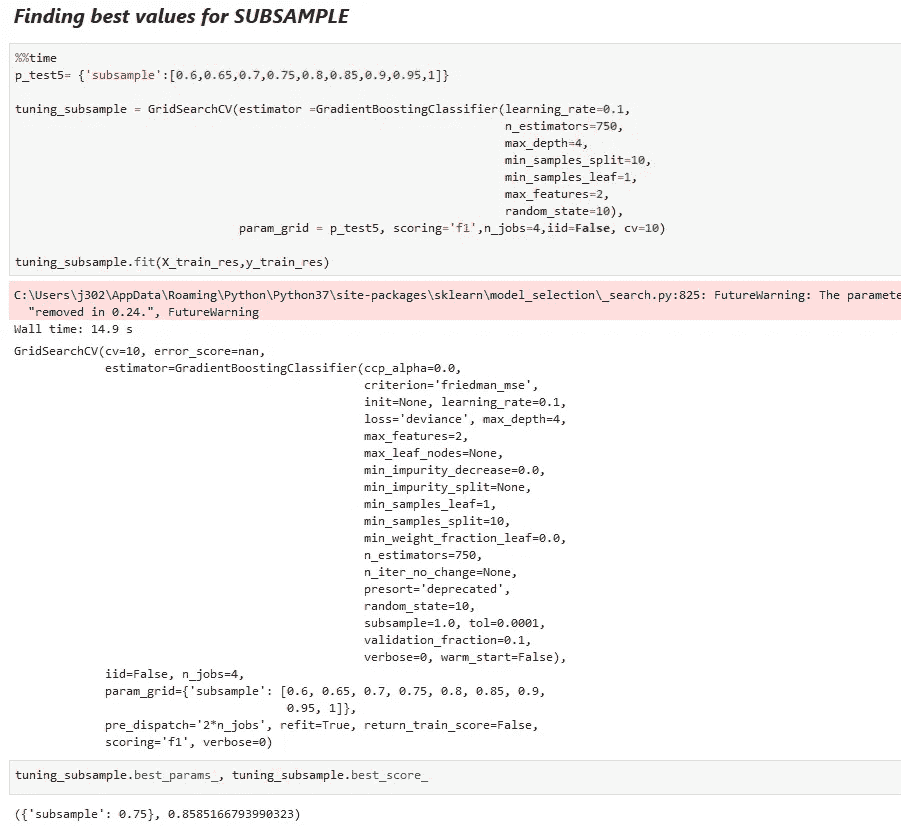 Finding best values for SUBSAMPLE
%%time
p_test5= {'subsample':[0.6,0.65,0.7,0.75,0.8,0.85,0.9,0.95,1]}
tuning_subsample = GridSearchCV(estimator =GradientBoostingClassifier(learning_rate=0.1,
n_estimators=750,
max_depth=4,
min_samples_split=10,
min_samples_leaf=1,
max_features=2,
random_state=10),
param_grid = p_test5, scoring='f1',n_jobs=4,iid=False, cv=10)
tuning_subsample.fit(X_train_res,y_train_res)
C:\Users\j302\AppData\Roaming\Python\Python37\site-packages\sklearn\model_selection\_search.py:825: FutureWarning: The paramete
"removed in 0.24.", FutureWarning
Wall time: 14.9 s
GridSearchCV(cv=10, error_score=nan,
estimator=GradientBoostingClassifier(ccp_alpha=0.0,
criterion='friedman_mse',
init=None, learning_rate=0.1,
loss='deviance', max_depth=4,
max_features=2,
max_leaf_nodes=None,
min_impurity_decrease=0.0,
min_impurity_split=None,
min_samples_leaf=1,
min_samples_split=10,
min_weight_fraction_leaf=0.0,
n_estimators=750,
n_iter_no_change=None,
presort='deprecated',
random_state=10,
subsample=1.0, tol=0.0001,
validation_fraction=0.1,
verbose=0, warm_start=False),
iid=False, n_jobs=4,
param_grid={'subsample': [0.6, 0.65, 0.7, 0.75, 0.8, 0.85, 0.9,
0.95, 1]},
pre_dispatch='2*n_jobs', refit=True, return_train_score=False,
scoring='f1', verbose=0)
tuning_subsample.best_params_, tuning_subsample.best_score_
({'subsample': 0.75}, 0.8585166793990323)